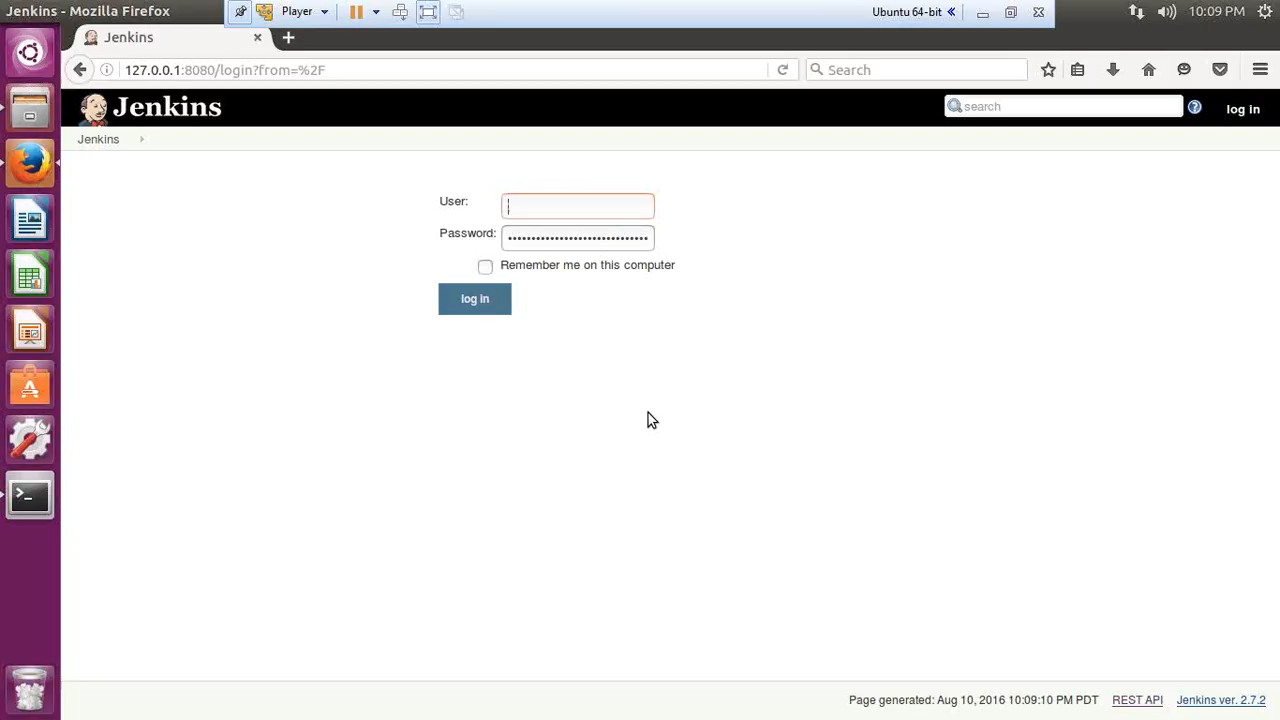 Jenkins - Mozilla Firefox
Player
Ubuntu 64-bit
10:09 PM
Jenkins
127.0.0.1:8080/login?from=%2F
Search
Jenkins
search
log in
Jenkins
User:
Password:
Remember me on this computer
log in
Page generated: Aug 10, 2016 10:09:10 PM PDT
REST API
Jenkins ver. 2.7.2